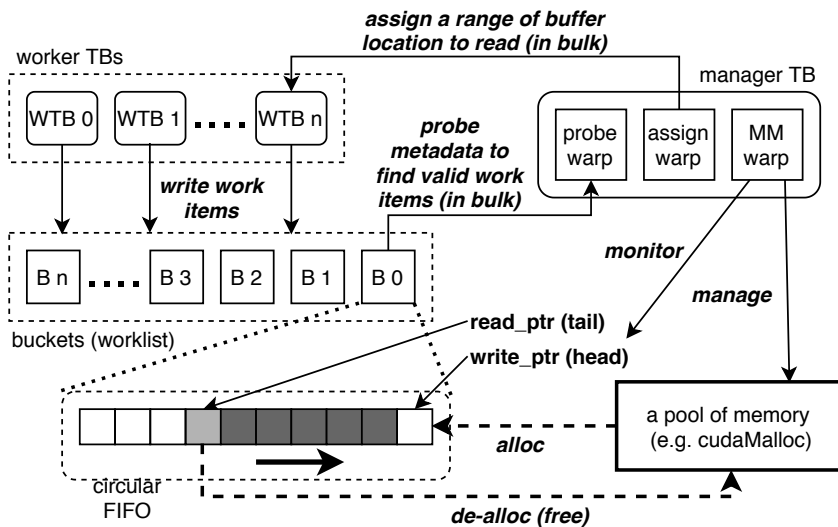 assign a range of buffer
location to read (in bulk)
worker TBs
manager TB
WTB 0
WTB 1
WTB n
probe
metadata to
find valid work
items (in bulk)
probe
warp
assign
warp
MM
warp
write work
items
monitor
manage
B n
B 3
B 2
B 1
B 0
buckets (worklist)
read_ptr (tail)
write_ptr (head)
a pool of memory
(e.g. cudaMalloc)
alloc
circular
FIFO
de-alloc (free)